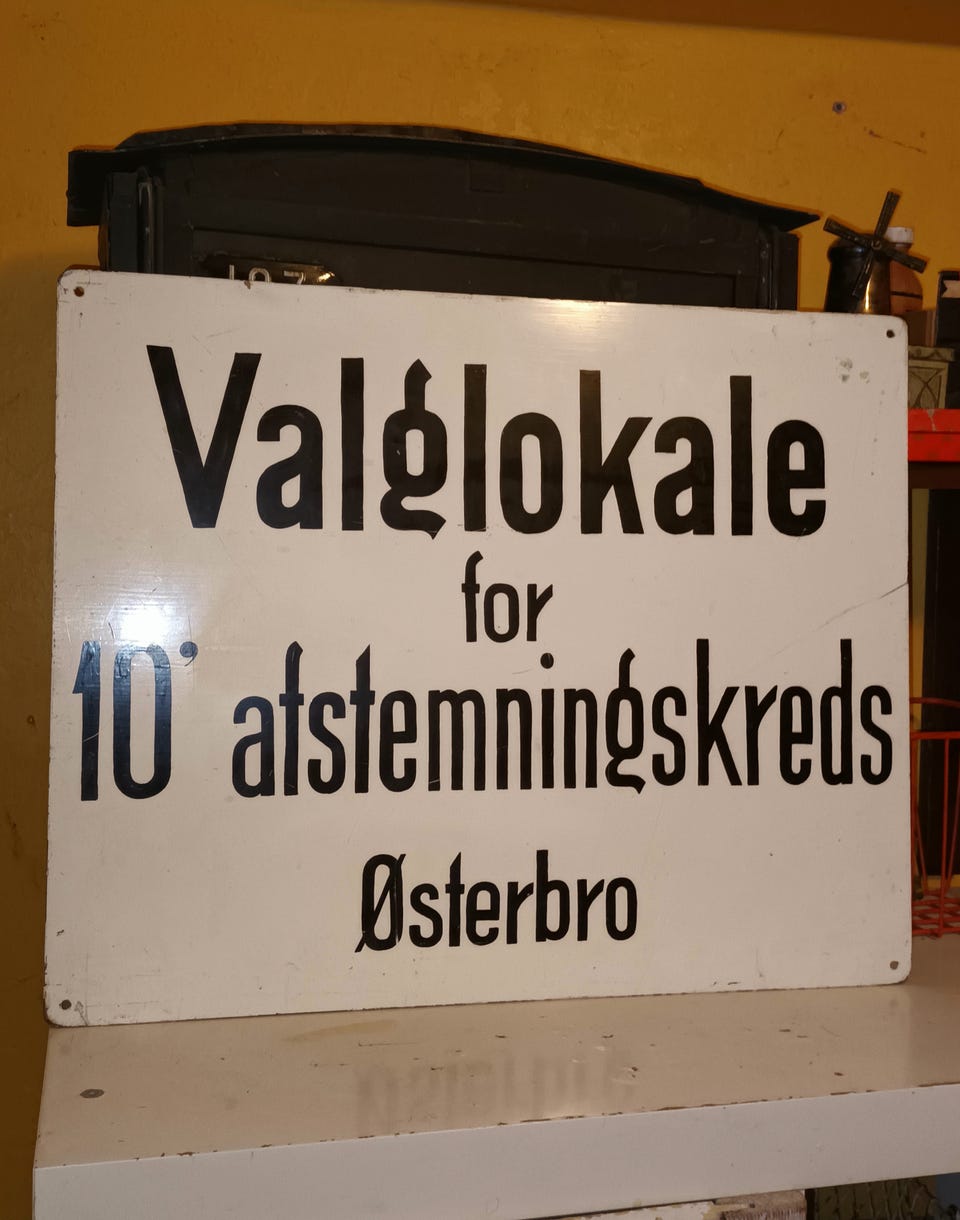 Valglokale
for
10' afstemningskreds
Østerbro